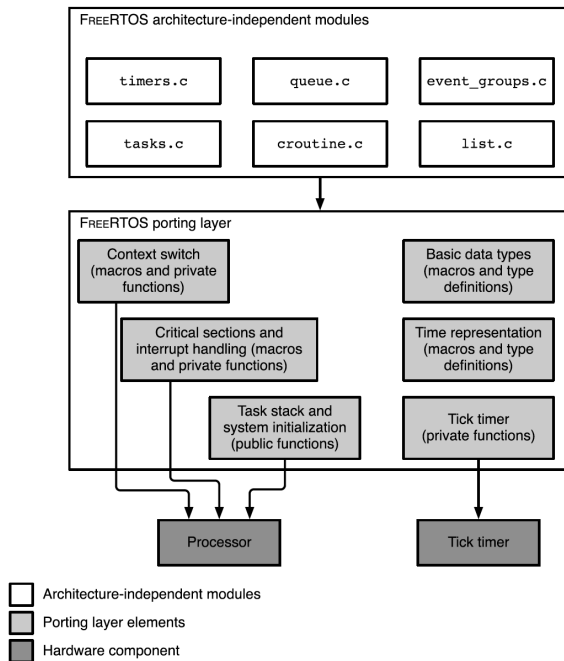 FREERTOS architecture-independent modules
timers.c
queue.c
event_groups.c
tasks.c
croutine.c
list.c
FREERTOS porting layer
Context switch
(macros and private
functions)
Basic data types
(macros and type
definitions)
Critical sections and
interrupt handling (macros
and private functions)
Time representation
(macros and type
definitions)
Task stack and
system initialization
(public functions)
Tick timer
(private functions)
Processor
Tick timer
Architecture-independent modules
Porting layer elements
Hardware component